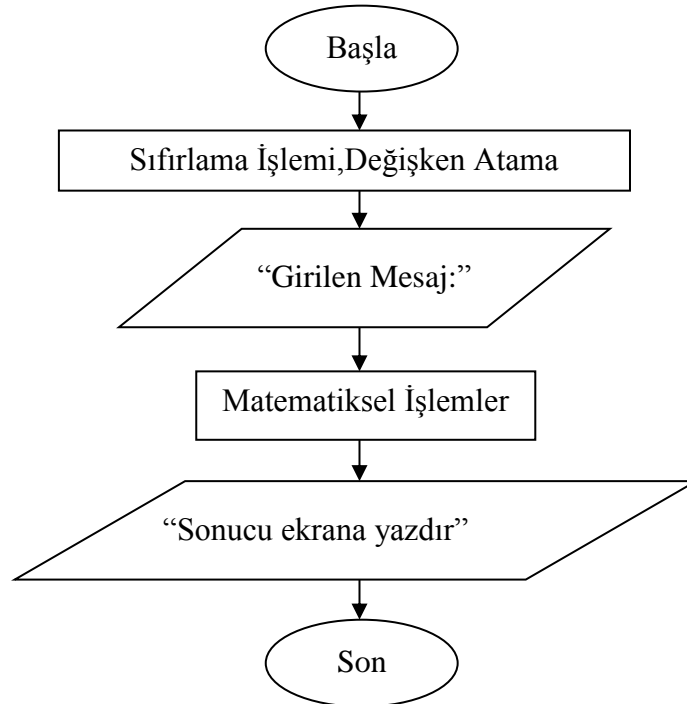 Başla
Sıfırlama İşlemi,Değişken Atama
“Girilen Mesaj:”
Matematiksel İşlemler
“Sonucu ekrana yazdır”
Son